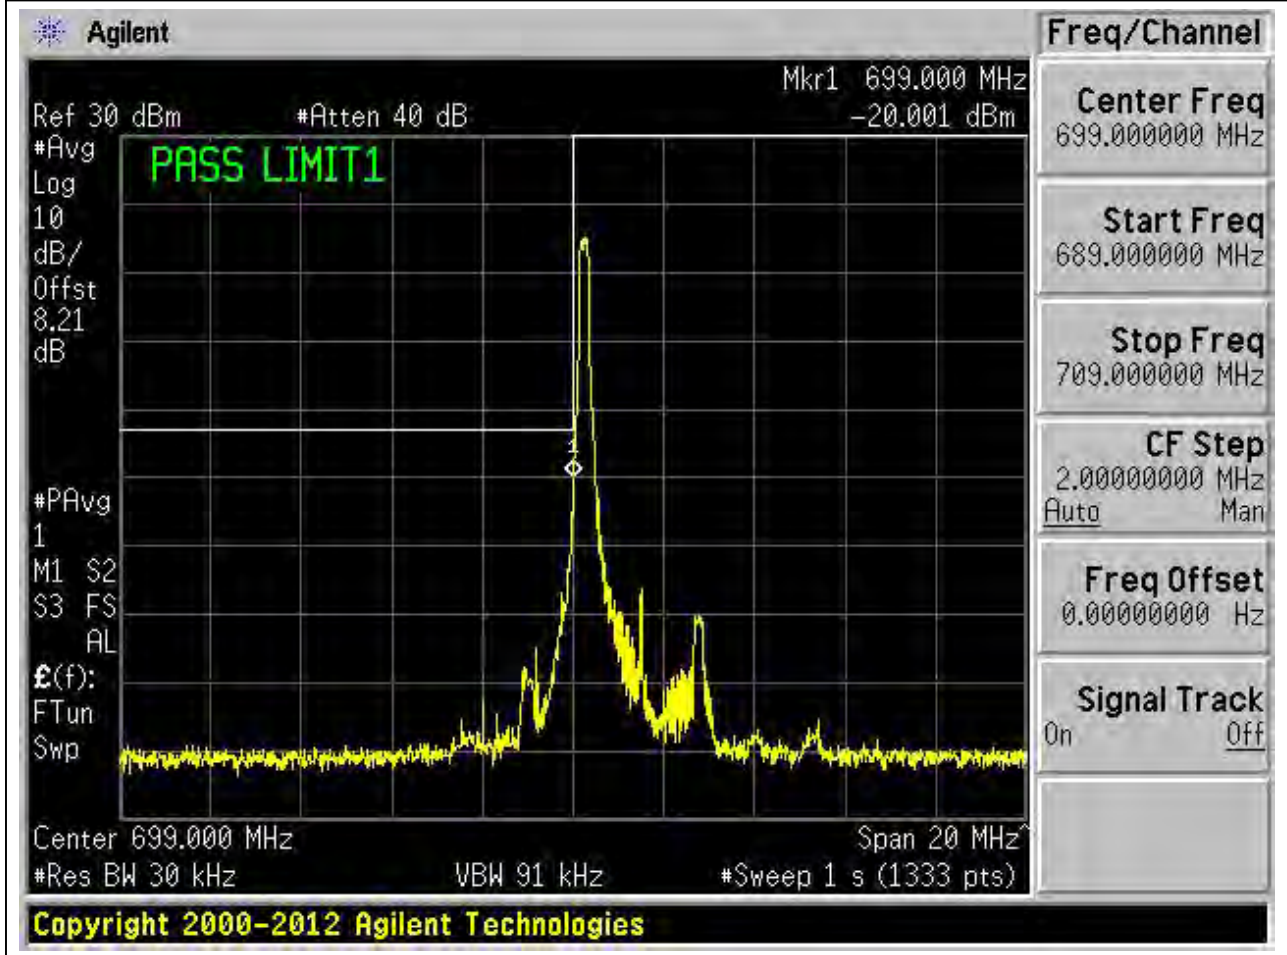 Agilent
Freq/Channel
Mkr1 699.000 MHz
Ref 30 dBm #Atten 40 dB -20.001 dBm
#Avg
Log
10
dB/
Offst
8.21
dB
PASS LIMIT1
1
#PAvg
1
M1 S2
S3 FS
AL
£(f):
FTun
Swp
Center 699.000 MHz Span 20 MHz^
#Res BW 30 kHz VBW 91 kHz #Sweep 1 s (1333 pts)
Copyright 2000-2012 Agilent Technologies
Center Freq
699.000000 MHz
Start Freq
689.000000 MHz
Stop Freq
709.000000 MHz
CF Step
2.00000000 MHz
Auto Man
Freq Offset
0.00000000 Hz
Signal Track
On Off